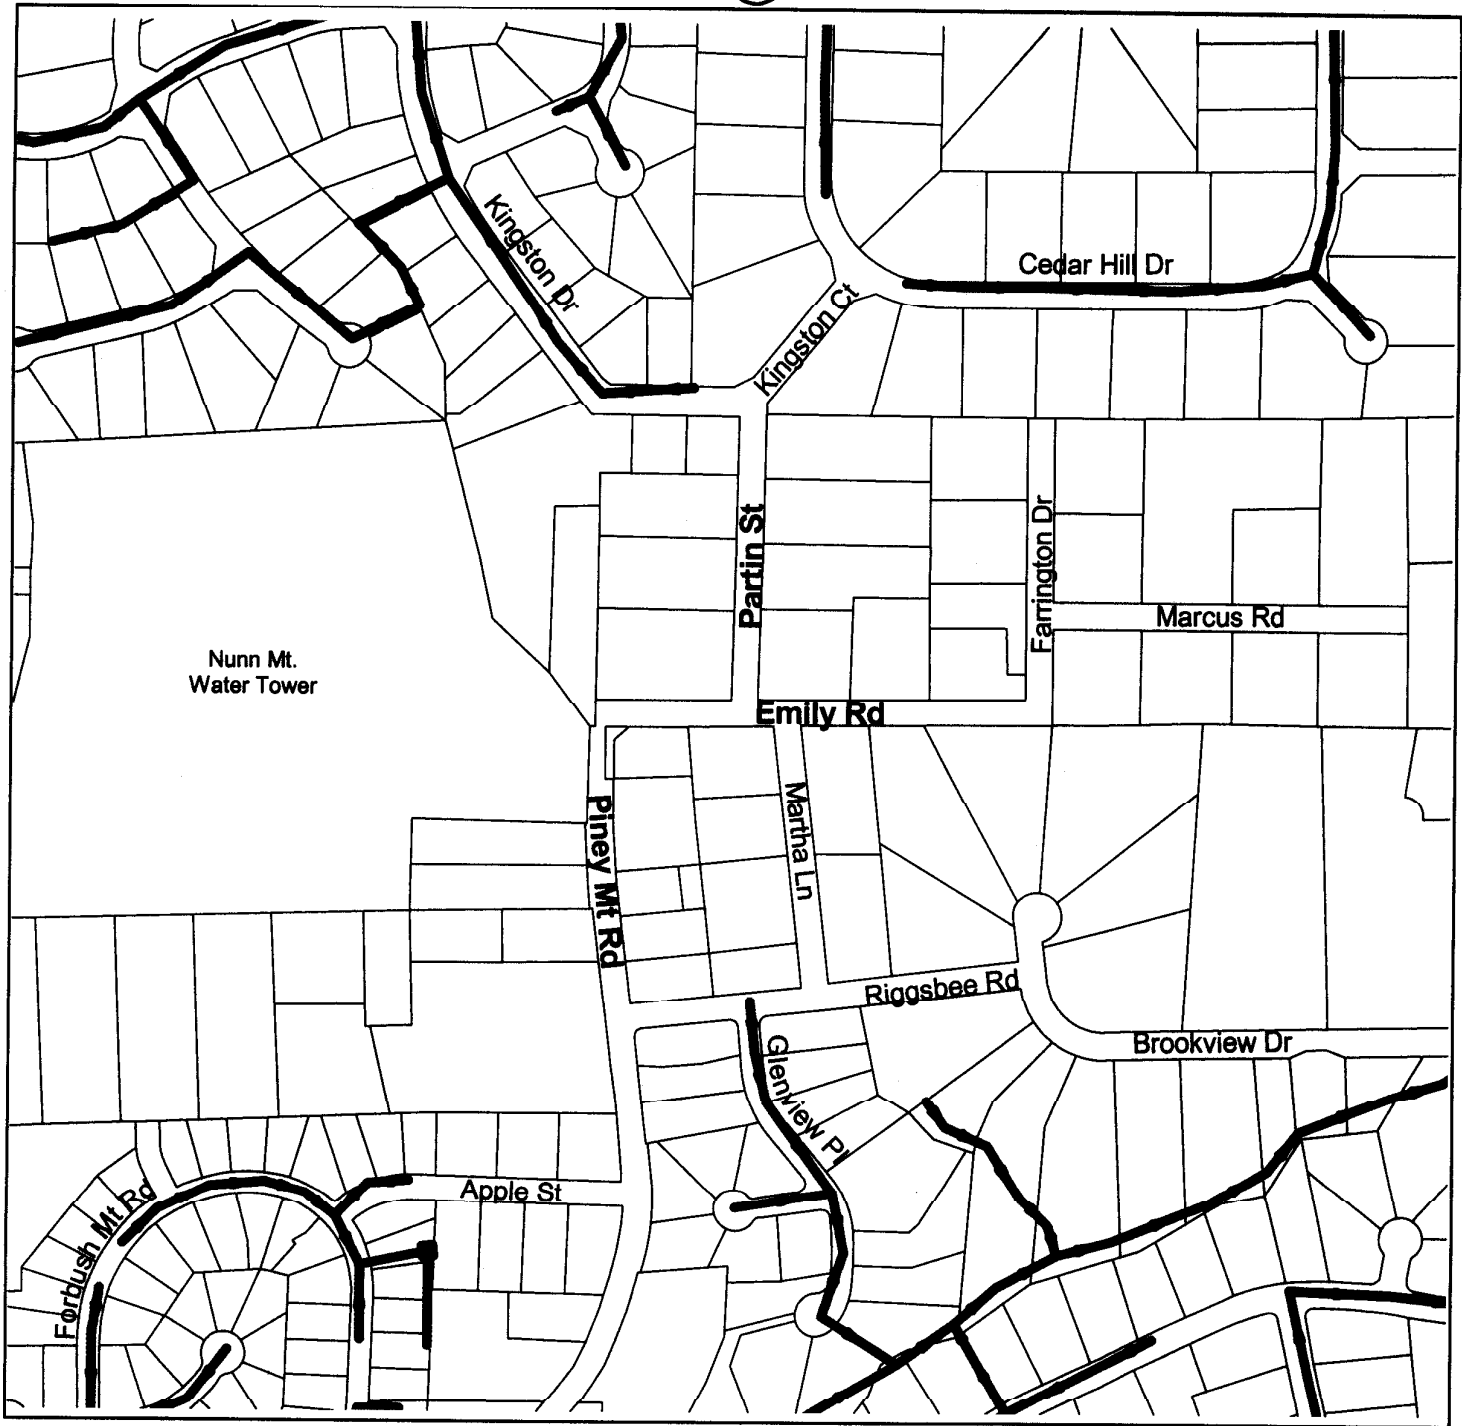 Kingston Dr
Cedar Hill Dr
Kingston Ct
Partin St
Farrington Dr
Marcus Rd
Nunn Mt.
Water Tower
Emily Rd
Piney Mt Rd
Martha Ln
Riggsbee Rd
Brookview Dr
Glenview Pl
Apple St
Forbush Mt Rd